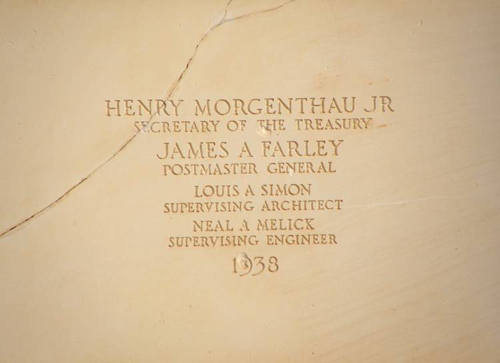 HENRY MORGENTHAU JR
SECRETARY OF THE TREASURY
JAMES A FARLEY
POSTMASTER GENERAL
LOUIS A SIMON
SUPERVISING ARCHITECT
NEAL A MELICK
SUPERVISING ENGINEER
1938